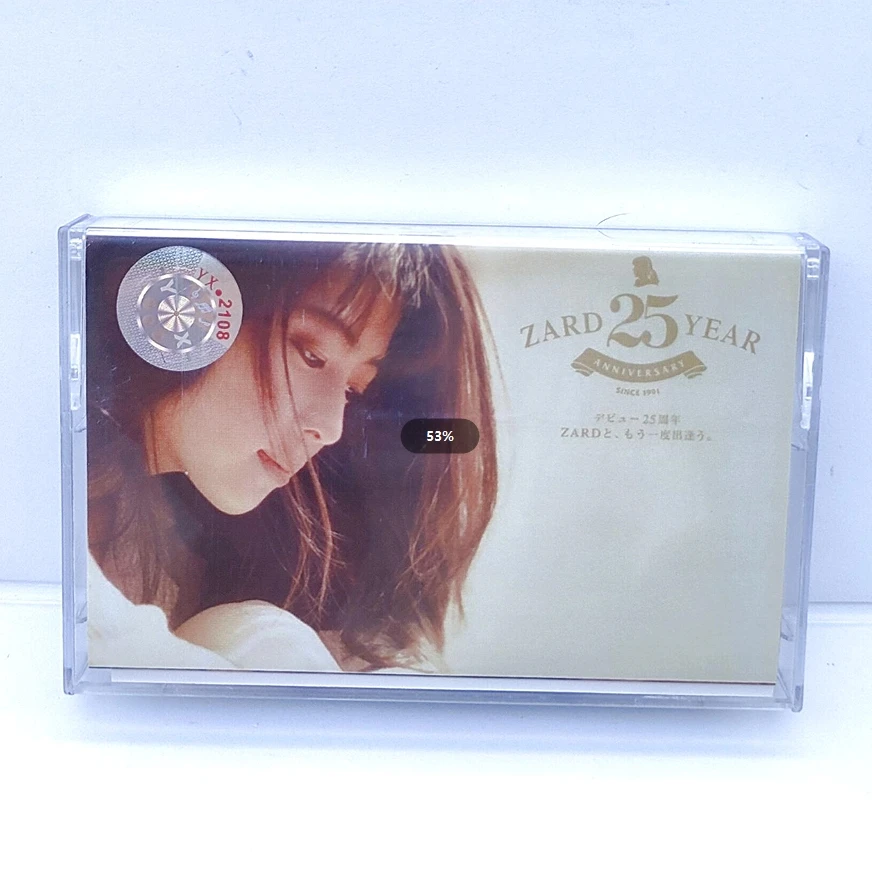 YX•2108
ZARD 25 YEAR
ANNIVERSARY
SINCE 1991
デビュー25周年
ZARDと、もう一度出逢う。
53%